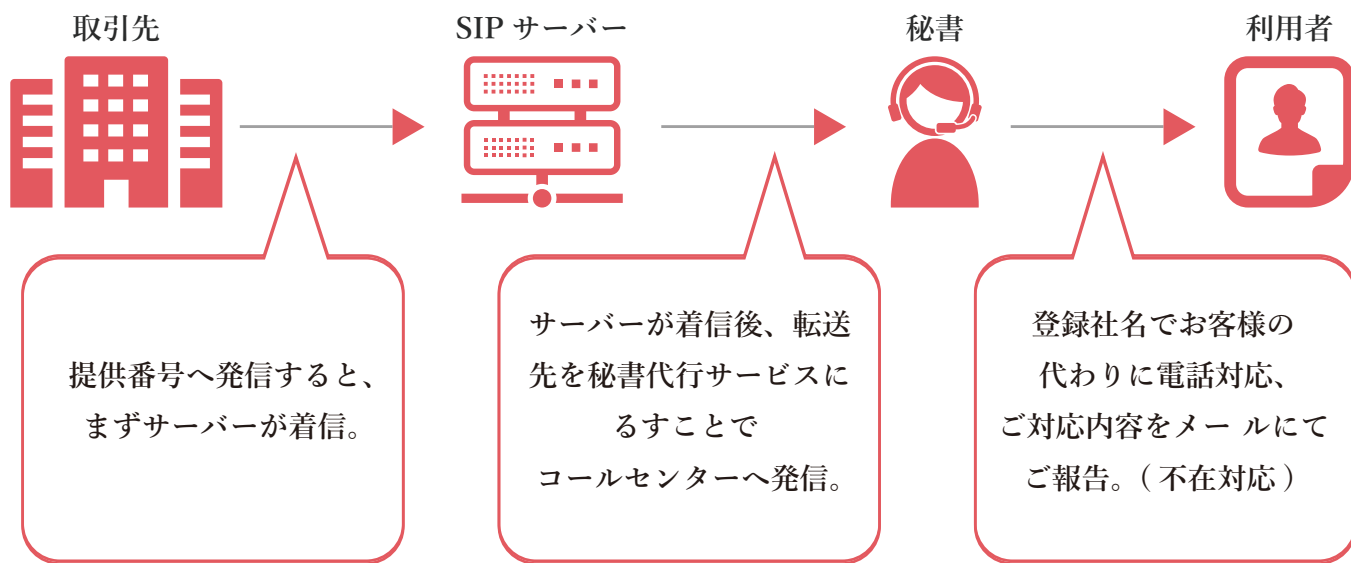 取引先
SIP サーバー
秘書
利用者
提供番号へ発信すると、
まずサーバーが着信。
サーバーが着信後、転送
先を秘書代行サービスに
るすことで
コールセンターへ発信。
登録社名でお客様の
代わりに電話対応、
ご対応内容をメー ルにて
ご報告。( 不在対応 )